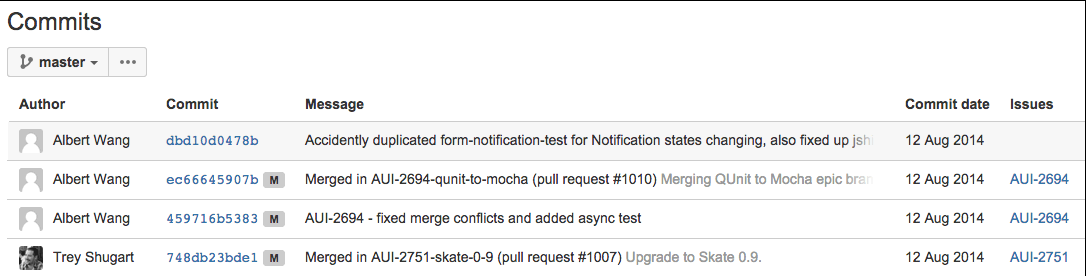 Commits
master
Author Commit Message Commit date Issues
Albert Wang dbd10d0478b Accidently duplicated form-notification-test for Notification states changing, also fixed up 12 Aug 2014
Albert Wang ec66645907b M Merged in AUI-2694-qunit-to-mocha (pull request #1010) Merging QUnit to Mocha epic 12 Aug 2014 AUI-2694
Albert Wang 459716b5383 M AUI-2694 - fixed merge conflicts and added async test 12 Aug 2014 AUI-2694
Trey Shugart 748db23bde1 M Merged in AUI-2751-skate-0-9 (pull request #1007) Upgrade to Skate 0.9. 12 Aug 2014 AUI-2751